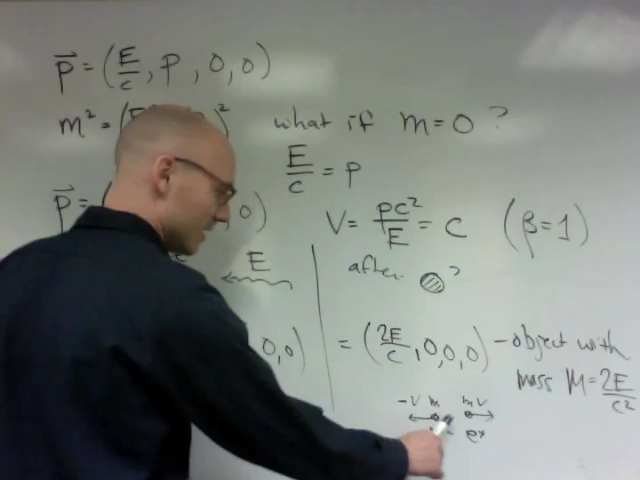 p⃗ = (E/c, p, 0, 0)
m² = ( )² what if m = 0 ?
E/c = p
p⃗ = ( , 0)
V = pc²/E = c (β = 1)
E
after ?
0, 0) = (2E/c, 0, 0, 0) - object with
mass M = 2E/c²
-V m m V